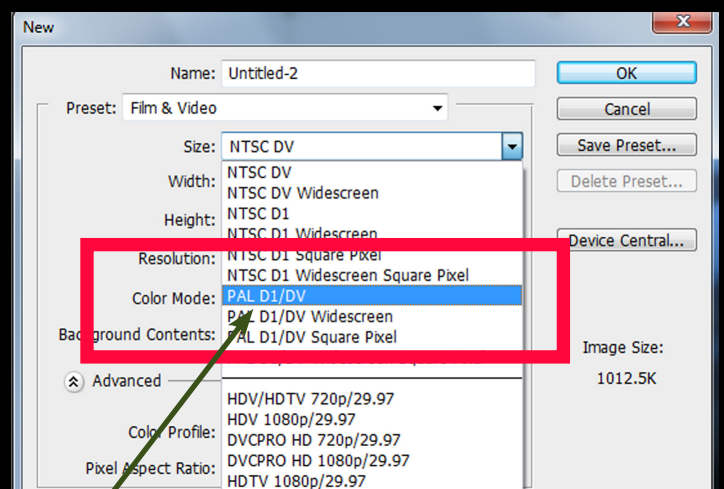 New
Name: Untitled-2
OK
Preset: Film & Video
Cancel
Size: NTSC DV
Save Preset...
NTSC DV
Width:
Delete Preset...
NTSC DV Widescreen
Height:
NTSC D1
NTSC D1 Widescreen
Device Central...
Resolution:
NTSC D1 Square Pixel
NTSC D1 Widescreen Square Pixel
Color Mode:
PAL D1/DV
PAL D1/DV Widescreen
Background Contents:
PAL D1/DV Square Pixel
Image Size:
Advanced
1012.5K
HDV/HDTV 720p/29.97
HDV 1080p/29.97
Color Profile:
DVCPRO HD 720p/29.97
DVCPRO HD 1080p/29.97
Pixel Aspect Ratio:
HDTV 1080p/29.97